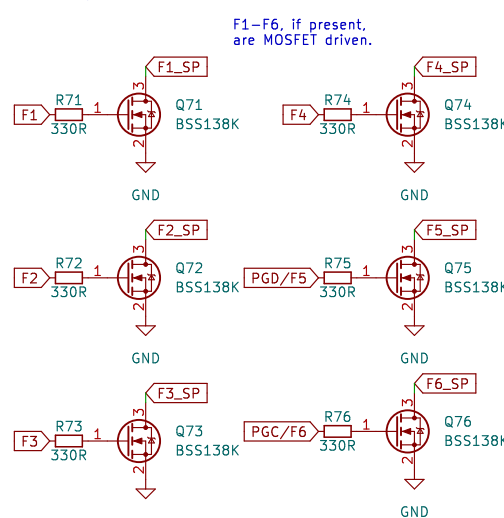 F1-F6, if present,
are MOSFET driven.
F1_SP
3
F1
R71
330R
1
Q71
BSS138K
2
GND
F4_SP
3
F4
R74
330R
1
Q74
BSS138K
2
GND
F2_SP
3
F2
R72
330R
1
Q72
BSS138K
2
GND
F5_SP
3
PGD/F5
R75
330R
1
Q75
BSS138K
2
GND
F3_SP
3
F3
R73
330R
1
Q73
BSS138K
2
F6_SP
3
PGC/F6
R76
330R
1
Q76
BSS138K
2
GND